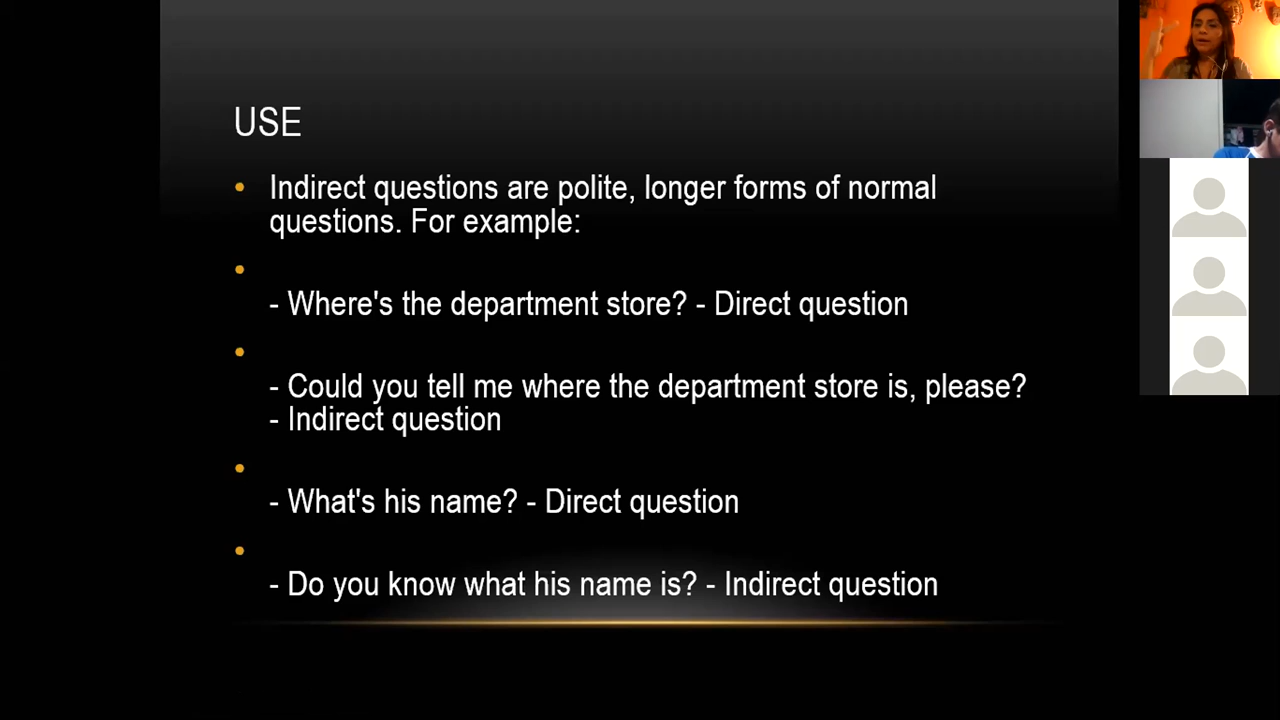 USE
• Indirect questions are polite, longer forms of normal
questions. For example:
•
- Where's the department store? - Direct question
•
- Could you tell me where the department store is, please?
- Indirect question
•
- What's his name? - Direct question
•
- Do you know what his name is? - Indirect question